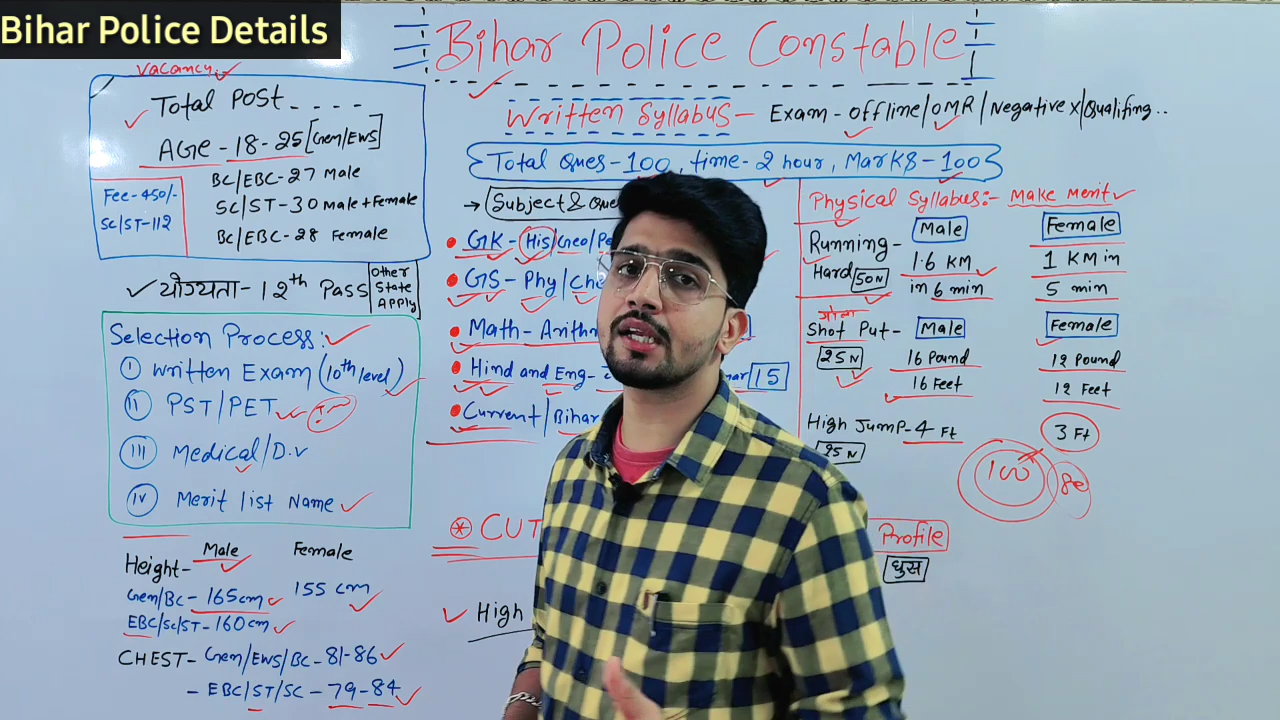 Bihar Police Details
Bihar Police Constable
Vacancy
Total Post ----
AGE - 18-25 [Gen/EWS]
BC/EBC-27 Male
SC/ST-30 Male+Female
BC/EBC-28 Female
Fee-450/-
SC/ST-112
योग्यता-12th Pass
Other
State
Apply
Selection Process:-
I Written Exam (10th level)
II PST/PET
III Medical/D.V
IV Merit list Name
Male Female
Height-
Gen/BC-165cm 155 cm
EBC/SC/ST-160cm
CHEST- Gen/EWS/BC-81-86
- EBC/ST/SC-79-84
Written Syllabus - Exam-offline/OMR/Negative x/Qualifing..
Total Ques-100, time-2 hour, Marks-100
→ Subject & Que
• GK-His/Geo/Po
• GS-Phy/Che
• Math-Arithm
• Hind and Eng- 15
• Current/Bihar
CUT Profile
घुस
High
Physical Syllabus:- Make Merit
Male Female
Running- 1.6 KM 1 KM in
Hard 50N in 6 min 5 min
गोला
Shot Put- Male Female
25N 16 Pound 12 Pound
16 Feet 12 Feet
High Jump-4 Ft 3 Ft
25N
100